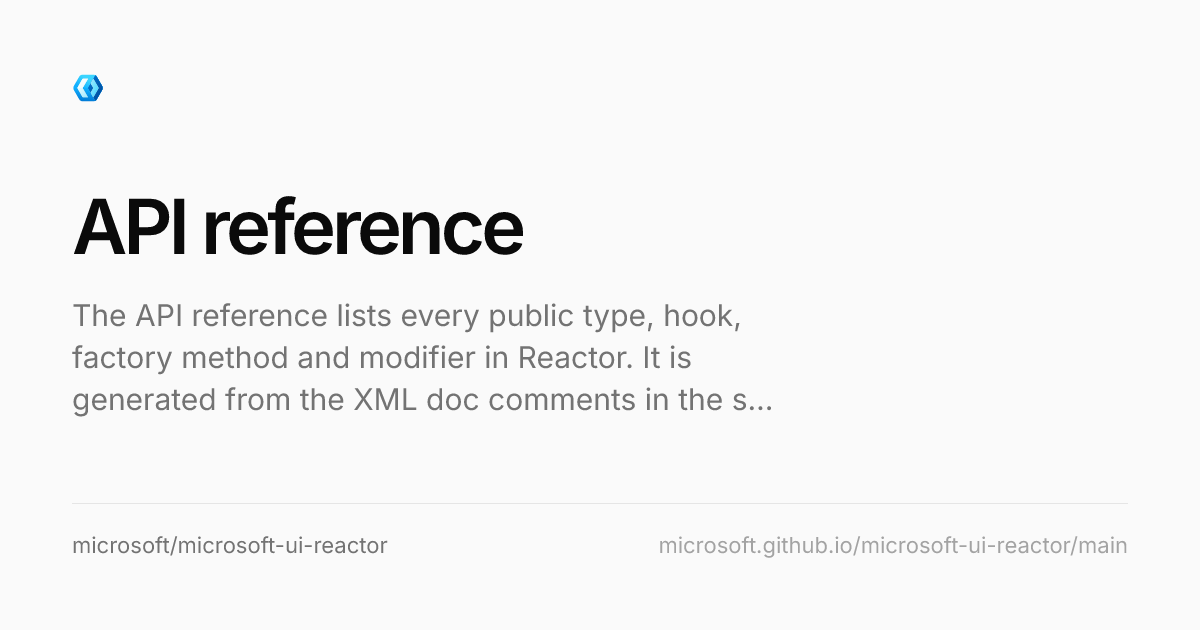 API reference
The API reference lists every public type, hook,
factory method and modifier in Reactor. It is
generated from the XML doc comments in the s...
microsoft/microsoft-ui-reactor
microsoft.github.io/microsoft-ui-reactor/main